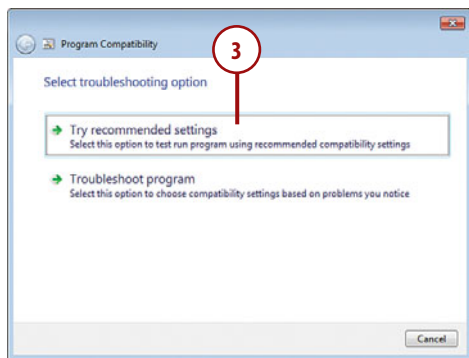 Program Compatibility
3
Select troubleshooting option
Try recommended settings
Select this option to test run program using recommended compatibility settings
Troubleshoot program
Select this option to choose compatibility settings based on problems you notice
Cancel